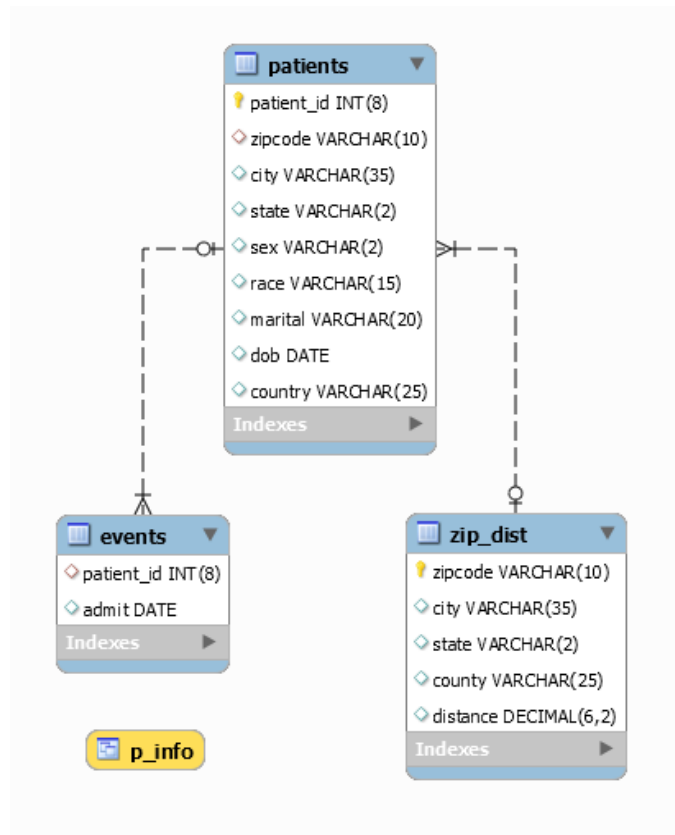 patients
patient_id INT(8)
zipcode VARCHAR(10)
city VARCHAR(35)
state VARCHAR(2)
sex VARCHAR(2)
race VARCHAR(15)
marital VARCHAR(20)
dob DATE
country VARCHAR(25)
Indexes
events
patient_id INT(8)
admit DATE
Indexes
p_info
zip_dist
zipcode VARCHAR(10)
city VARCHAR(35)
state VARCHAR(2)
county VARCHAR(25)
distance DECIMAL(6,2)
Indexes